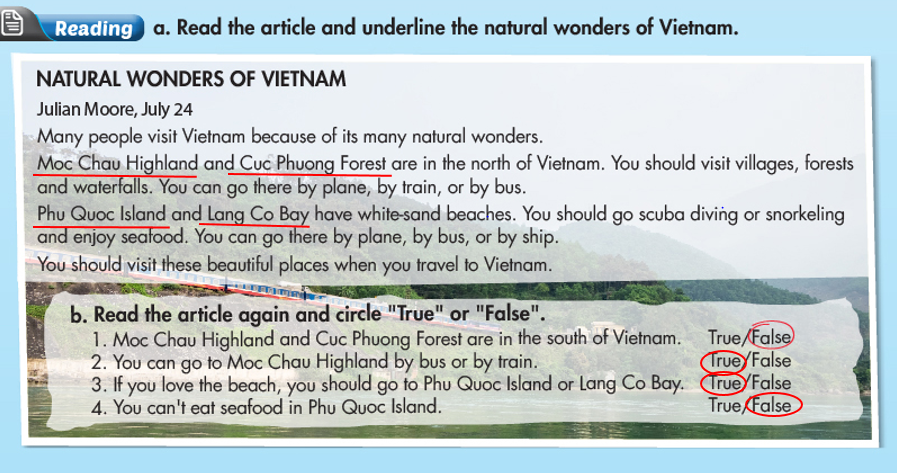 Reading a. Read the article and underline the natural wonders of Vietnam.
NATURAL WONDERS OF VIETNAM
Julian Moore, July 24
Many people visit Vietnam because of its many natural wonders.
Moc Chau Highland and Cuc Phuong Forest are in the north of Vietnam. You should visit villages, forests
and waterfalls. You can go there by plane, by train, or by bus.
Phu Quoc Island and Lang Co Bay have white-sand beaches. You should go scuba diving or snorkeling
and enjoy seafood. You can go there by plane, by bus, or by ship.
You should visit these beautiful places when you travel to Vietnam.
b. Read the article again and circle "True" or "False".
1. Moc Chau Highland and Cuc Phuong Forest are in the south of Vietnam. True/False
2. You can go to Moc Chau Highland by bus or by train. True/False
3. If you love the beach, you should go to Phu Quoc Island or Lang Co Bay. True/False
4. You can't eat seafood in Phu Quoc Island. True/False